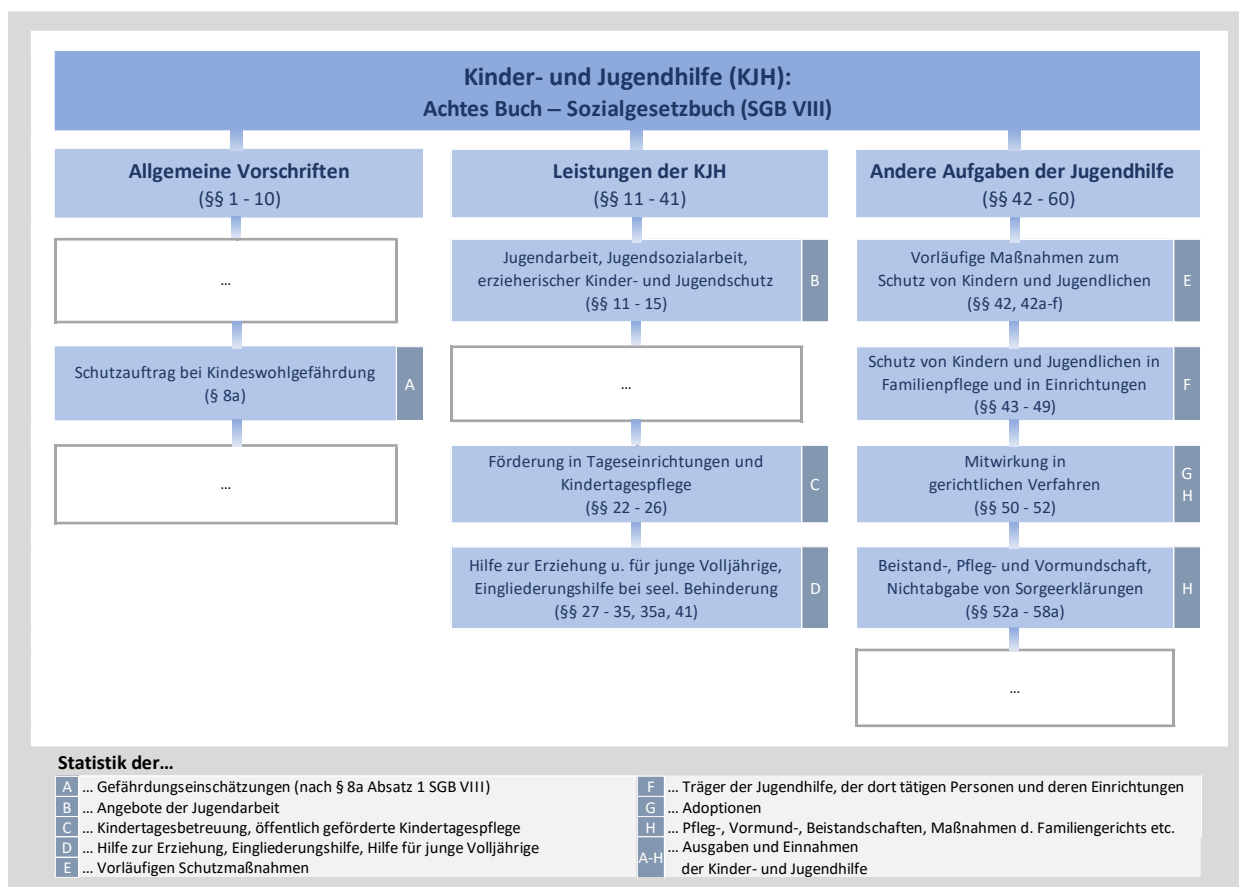 Kinder- und Jugendhilfe (KJH):
Achtes Buch – Sozialgesetzbuch (SGB VIII)
Allgemeine Vorschriften
(§§ 1 - 10)
...
Schutzauftrag bei Kindeswohlgefährdung
(§ 8a)
A
...
Leistungen der KJH
(§§ 11 - 41)
Jugendarbeit, Jugendsozialarbeit,
erzieherischer Kinder- und Jugendschutz
(§§ 11 - 15)
B
...
Förderung in Tageseinrichtungen und
Kindertagespflege
(§§ 22 - 26)
C
Hilfe zur Erziehung u. für junge Volljährige,
Eingliederungshilfe bei seel. Behinderung
(§§ 27 - 35, 35a, 41)
D
Andere Aufgaben der Jugendhilfe
(§§ 42 - 60)
Vorläufige Maßnahmen zum
Schutz von Kindern und Jugendlichen
(§§ 42, 42a-f)
E
Schutz von Kindern und Jugendlichen in
Familienpflege und in Einrichtungen
(§§ 43 - 49)
F
Mitwirkung in
gerichtlichen Verfahren
(§§ 50 - 52)
G
H
Beistand-, Pfleg- und Vormundschaft,
Nichtabgabe von Sorgeerklärungen
(§§ 52a - 58a)
H
...
Statistik der...
A ... Gefährdungseinschätzungen (nach § 8a Absatz 1 SGB VIII)
B ... Angebote der Jugendarbeit
C ... Kindertagesbetreuung, öffentlich geförderte Kindertagespflege
D ... Hilfe zur Erziehung, Eingliederungshilfe, Hilfe für junge Volljährige
E ... Vorläufigen Schutzmaßnahmen
F ... Träger der Jugendhilfe, der dort tätigen Personen und deren Einrichtungen
G ... Adoptionen
H ... Pfleg-, Vormund-, Beistandschaften, Maßnahmen d. Familiengerichts etc.
A-H ... Ausgaben und Einnahmen
der Kinder- und Jugendhilfe